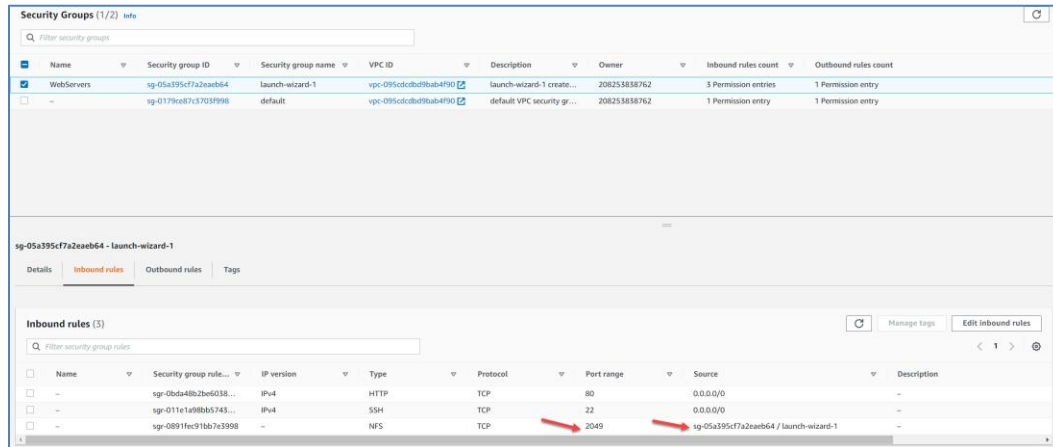 Security Groups (1/2) Info
Filter security groups
Name Security group ID Security group name VPC ID Description Owner Inbound rules count Outbound rules count
WebServers sg-05a395cf7a2eaeb64 launch-wizard-1 vpc-095cdcdbd9bab4f90 launch-wizard-1 create... 208253838762 3 Permission entries 1 Permission entry
– sg-0179ce87c3703f998 default vpc-095cdcdbd9bab4f90 default VPC security gr... 208253838762 1 Permission entry 1 Permission entry
sg-05a395cf7a2eaeb64 - launch-wizard-1
Details Inbound rules Outbound rules Tags
Inbound rules (3) Manage tags Edit inbound rules
Filter security group rules 1
Name Security group rule... IP version Type Protocol Port range Source Description
– sgr-0bda48b2be6038... IPv4 HTTP TCP 80 0.0.0.0/0 –
– sgr-011e1a98bb5743... IPv4 SSH TCP 22 0.0.0.0/0 –
– sgr-0891fec91bb7e3998 – NFS TCP 2049 sg-05a395cf7a2eaeb64 / launch-wizard-1 –